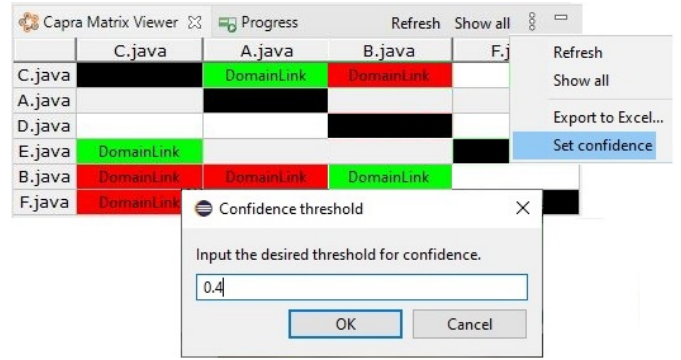 Capra Matrix Viewer Progress Refresh Show all
C.java A.java B.java F.j
Refresh
C.java DomainLink DomainLink
Show all
A.java
D.java
Export to Excel...
E.java DomainLink
Set confidence
B.java DomainLink DomainLink DomainLink
F.java DomainLink
Confidence threshold
Input the desired threshold for confidence.
0.4
OK Cancel